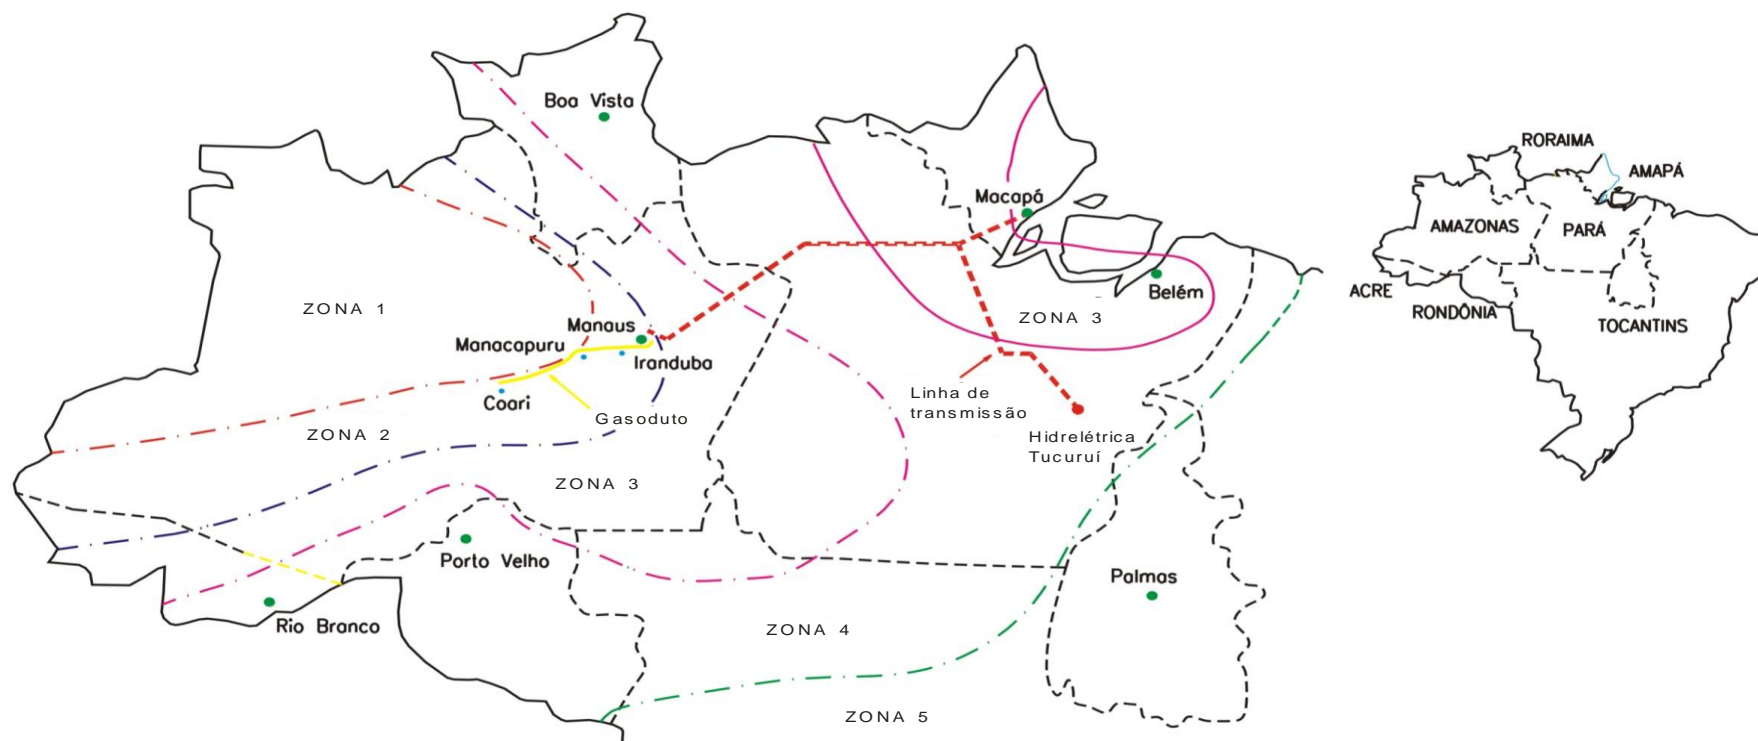 Boa Vista
Macapá
ZONA 1
Manaus
Manacapuru
Iranduba
Coari
Gasoduto
ZONA 2
ZONA 3
Belém
ZONA 3
Linha de
transmissão
Hidrelétrica
Tucuruí
Porto Velho
Rio Branco
Palmas
ZONA 4
ZONA 5
RORAIMA
AMAPÁ
AMAZONAS
PARÁ
ACRE
RONDÔNIA
TOCANTINS